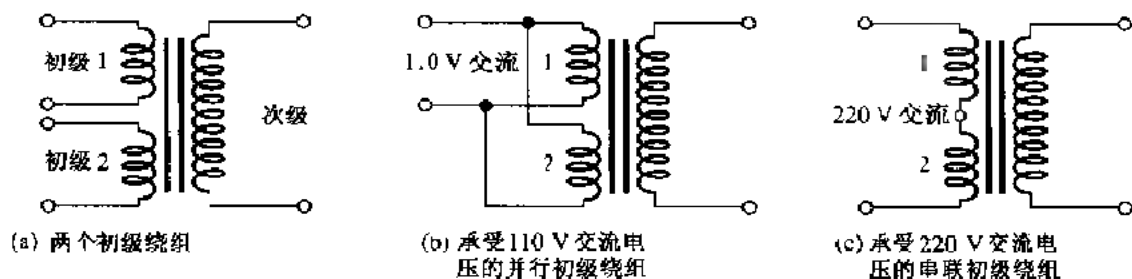 初级 1
初级 2
次级
(a) 两个初级绕组
1.0 V 交流
1
2
(b) 承受110 V 交流电
压的并行初级绕组
1
220 V 交流
2
(c) 承受220 V 交流电
压的串联初级绕组